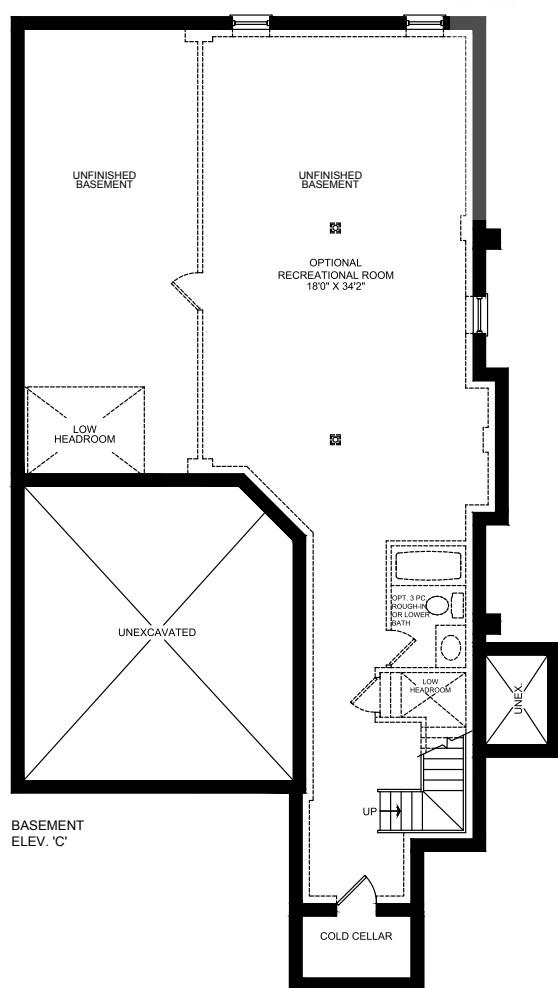 UNFINISHED
BASEMENT
UNFINISHED
BASEMENT
OPTIONAL
RECREATIONAL ROOM
18'0" X 34'2"
LOW
HEADROOM
OPT. 3 PC.
ROUGH-IN
OR LOWER
BATH
UNEXCAVATED
LOW
HEADROOM
UNEX.
UP
BASEMENT
ELEV. 'C'
COLD CELLAR